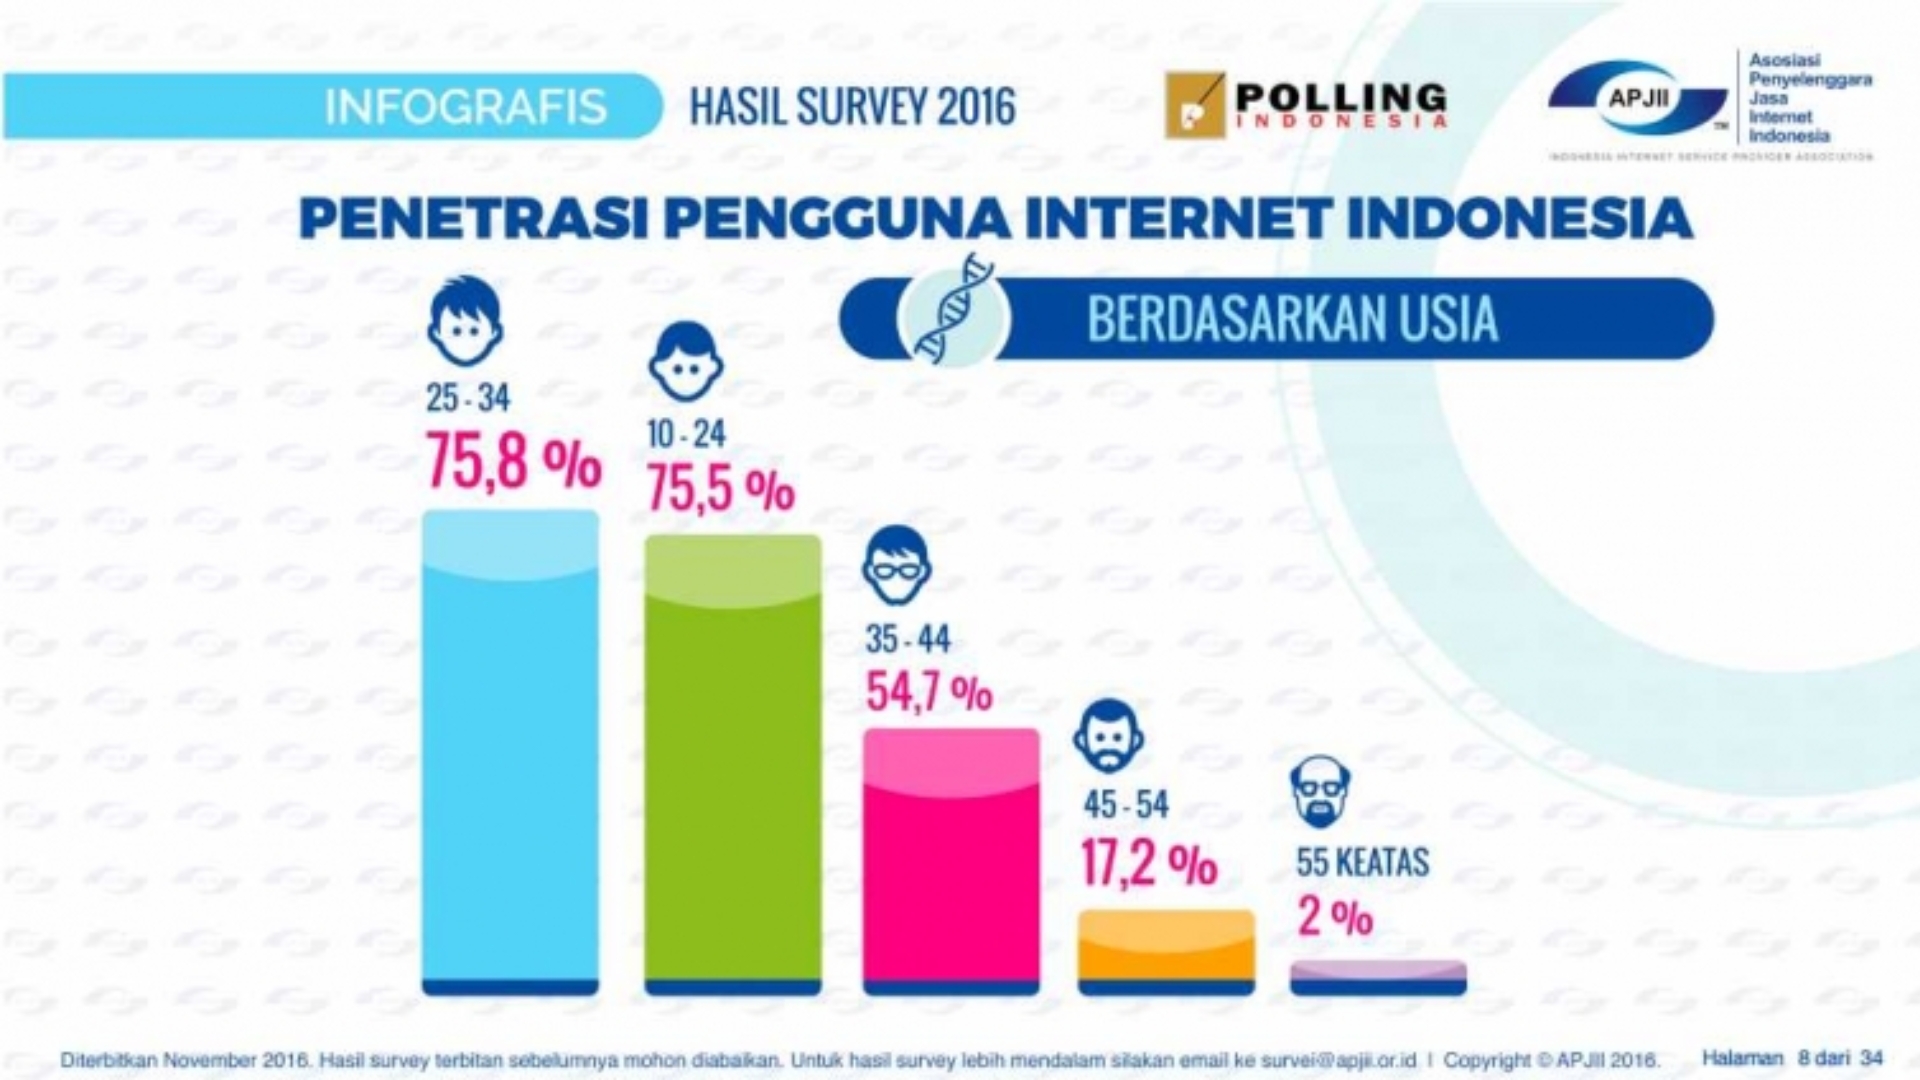 INFOGRAFIS
HASIL SURVEY 2016
POLLING
INDONESIA
APJII
TM
Asosiasi
Penyelenggara
Jasa
Internet
Indonesia
INDONESIA INTERNET SERVICE PROVIDER ASSOCIATION
PENETRASI PENGGUNA INTERNET INDONESIA
BERDASARKAN USIA
25 - 34
75,8 %
10 - 24
75,5 %
35 - 44
54,7 %
45 - 54
17,2 %
55 KEATAS
2 %
Diterbitkan November 2016. Hasil survey terbitan sebelumnya mohon diabaikan. Untuk hasil survey lebih mendalam silakan email ke survei@apjii.or.id | Copyright © APJII 2016.
Halaman 8 dari 34